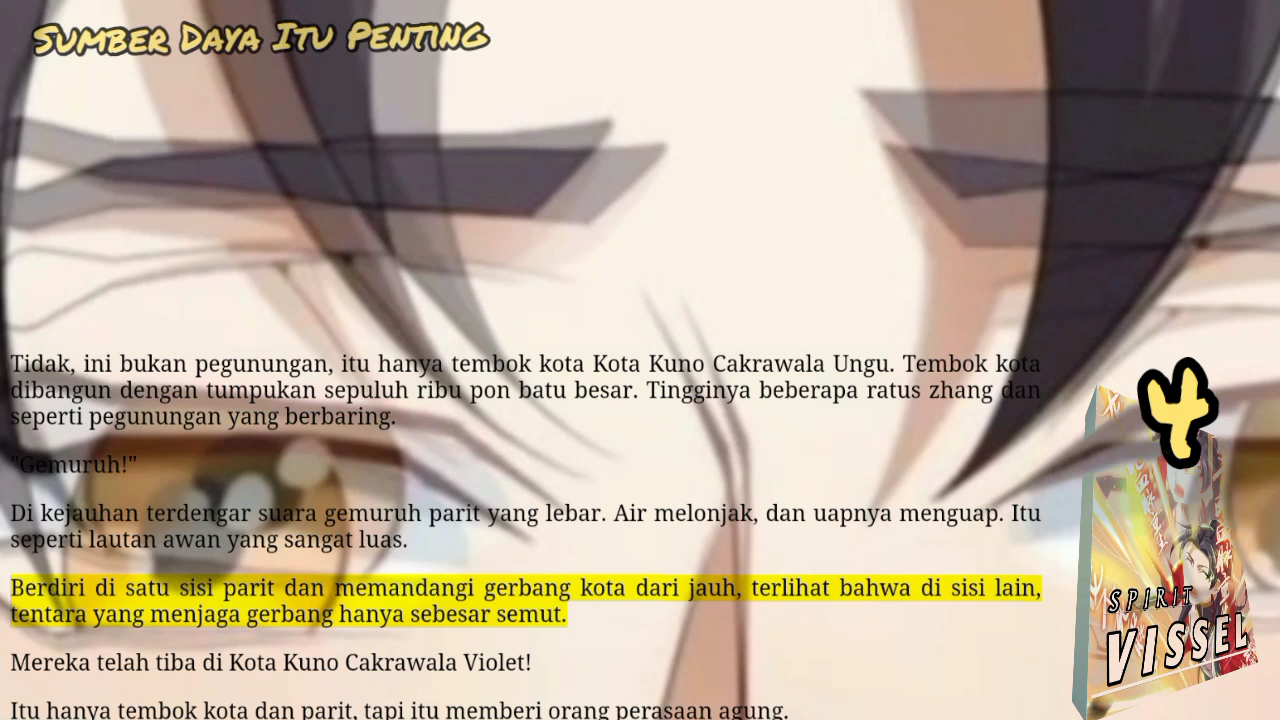 Sumber Daya Itu Penting
Tidak, ini bukan pegunungan, itu hanya tembok kota Kota Kuno Cakrawala Ungu. Tembok kota
dibangun dengan tumpukan sepuluh ribu pon batu besar. Tingginya beberapa ratus zhang dan
seperti pegunungan yang berbaring.
"Gemuruh!"
Di kejauhan terdengar suara gemuruh parit yang lebar. Air melonjak, dan uapnya menguap. Itu
seperti lautan awan yang sangat luas.
Berdiri di satu sisi parit dan memandangi gerbang kota dari jauh, terlihat bahwa di sisi lain,
tentara yang menjaga gerbang hanya sebesar semut.
Mereka telah tiba di Kota Kuno Cakrawala Violet!
Itu hanya tembok kota dan parit, tapi itu memberi orang perasaan agung.
4
SPIRIT
VISSEL